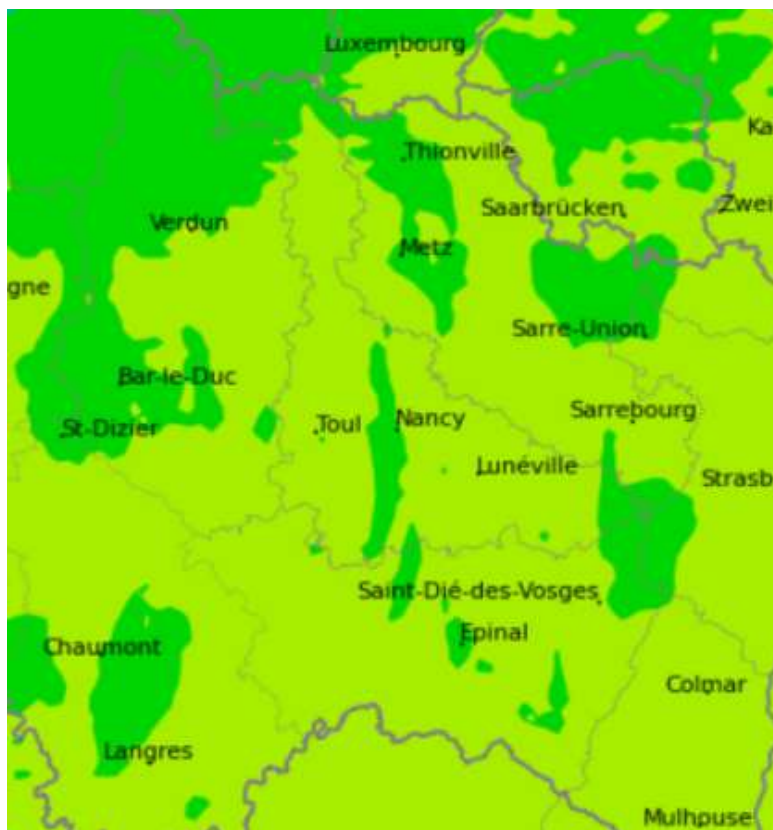 Luxembourg
Ka
Thionville
Saarbrücken
Zwei
Verdun
Metz
gne
Sarre-Union
Bar-le-Duc
Sarrebourg
St-Dizier
Toul
Nancy
Lunéville
Strasb
Saint-Dié-des-Vosges
Epinal
Chaumont
Colmar
Langres
Mulhouse